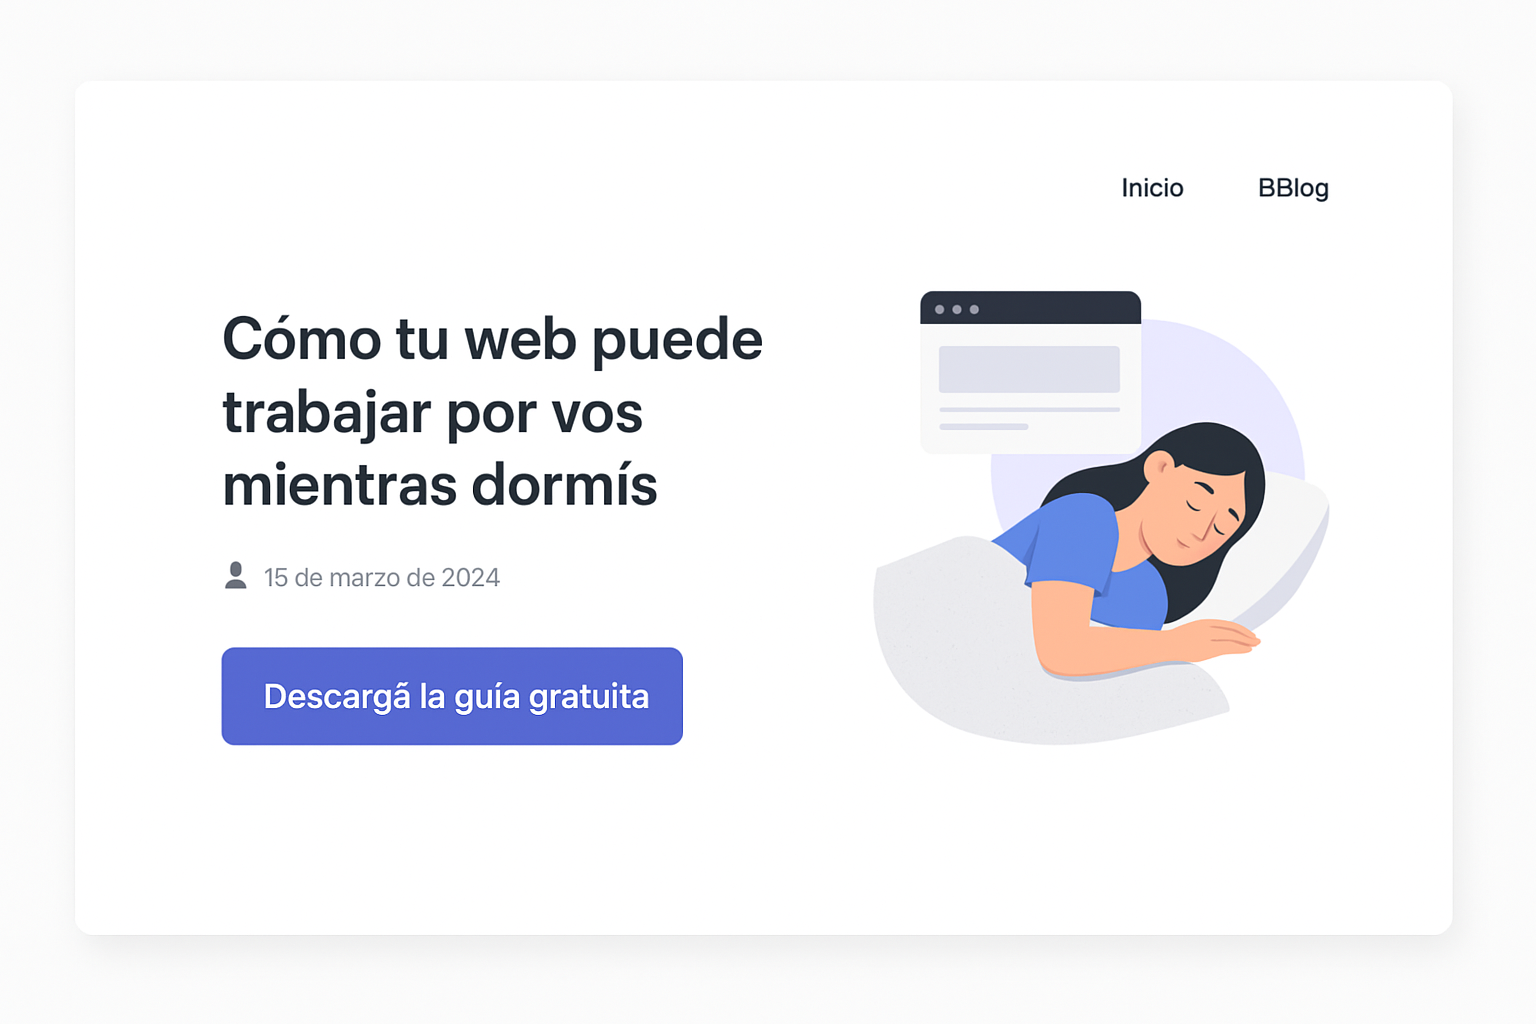 Inicio BBlog
Cómo tu web puede
trabajar por vos
mientras dormís
15 de marzo de 2024
Descargã la guía gratuita